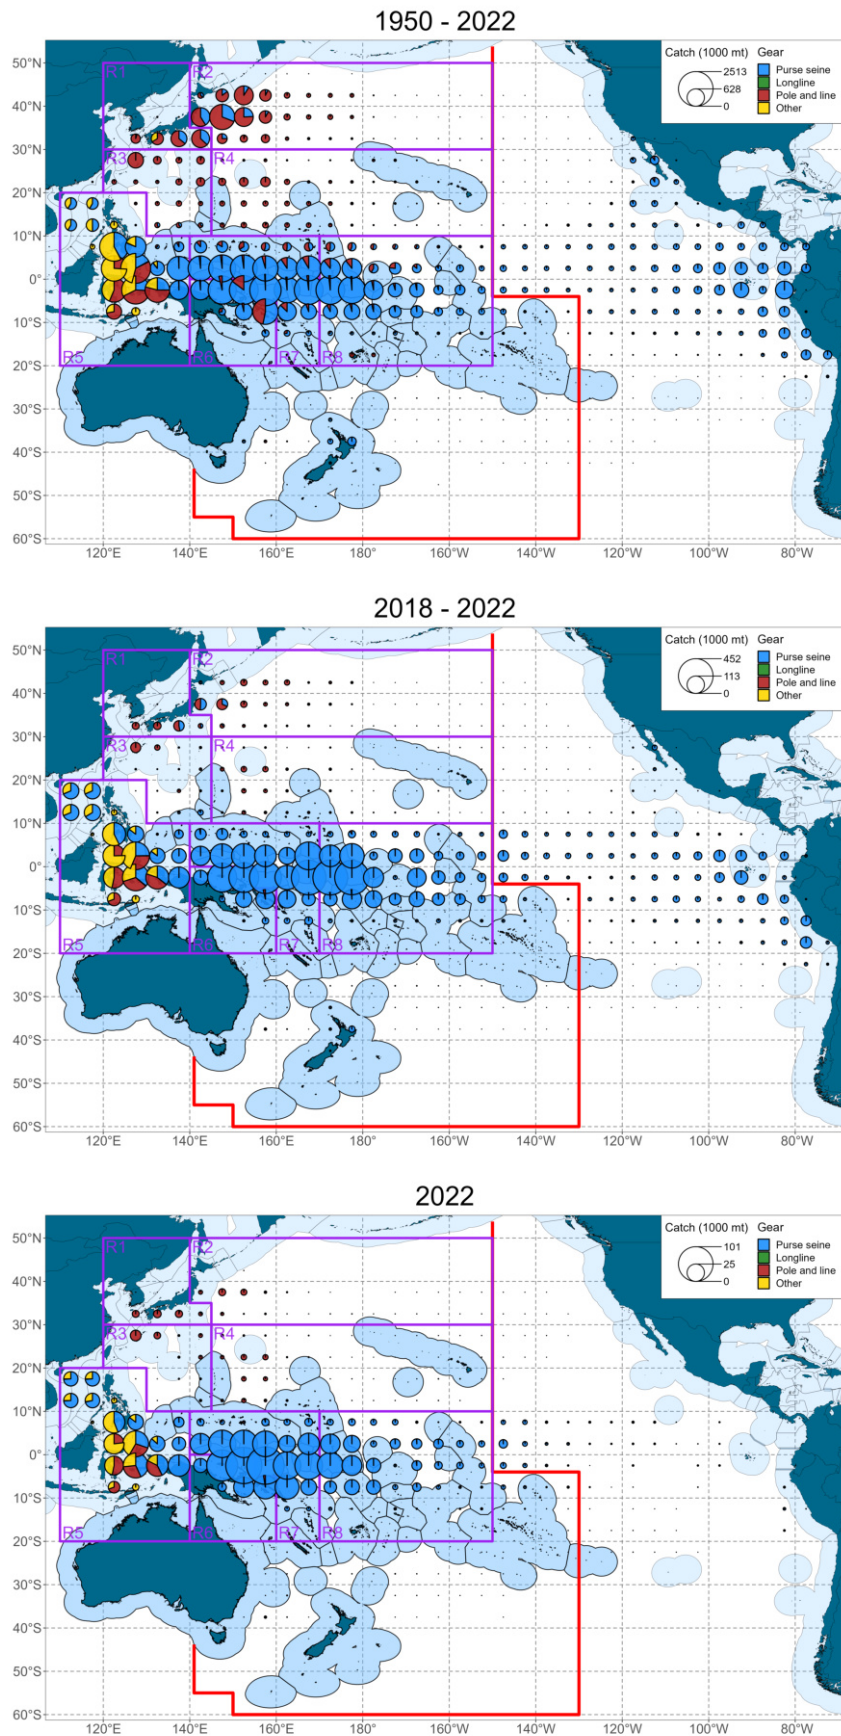 1950 - 2022
Catch (1000 mt) Gear
2513 Purse seine
628 Longline
0 Pole and line
Other
50°N R1 R2
40°N
30°N R3 R4
20°N
10°N
0°
10°S
20°S R5 R6 R7 R8
30°S
40°S
50°S
60°S
120°E 140°E 160°E 180° 160°W 140°W 120°W 100°W 80°W
2018 - 2022
Catch (1000 mt) Gear
452 Purse seine
113 Longline
0 Pole and line
Other
50°N R1 R2
40°N
30°N R3 R4
20°N
10°N
0°
10°S
20°S R5 R6 R7 R8
30°S
40°S
50°S
60°S
120°E 140°E 160°E 180° 160°W 140°W 120°W 100°W 80°W
2022
Catch (1000 mt) Gear
101 Purse seine
25 Longline
0 Pole and line
Other
50°N R1 R2
40°N
30°N R3 R4
20°N
10°N
0°
10°S
20°S R5 R6 R7 R8
30°S
40°S
50°S
60°S
120°E 140°E 160°E 180° 160°W 140°W 120°W 100°W 80°W